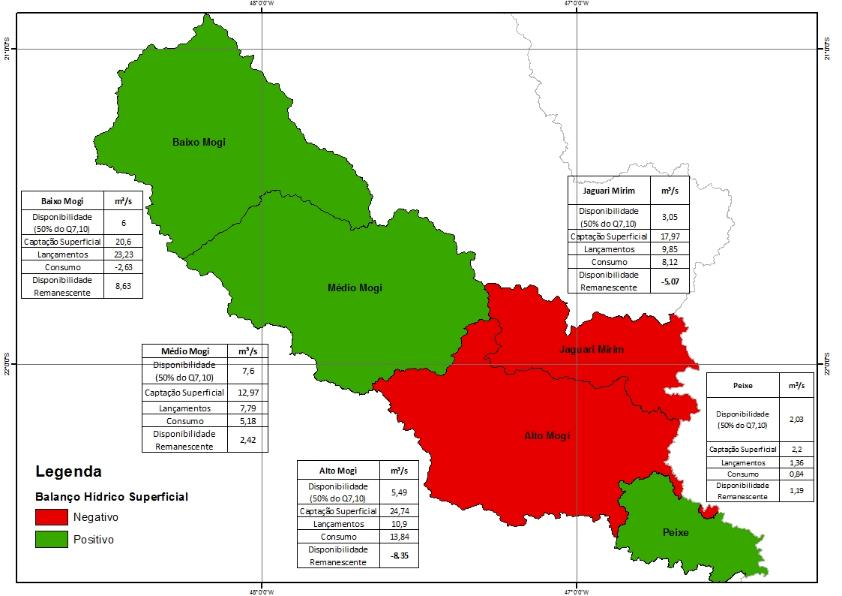 48°0'0"W 47°0'0"W
21°0'0"S 21°0'0"S
Baixo Mogi
Baixo Mogi m³/s
Disponibilidade (50% do Q7,10) 6
Captação Superficial 20,6
Lançamentos 23,23
Consumo -2,63
Disponibilidade Remanescente 8,63
Jaguari Mirim m³/s
Disponibilidade (50% do Q7,10) 3,05
Captação Superficial 17,97
Lançamentos 9,85
Consumo 8,12
Disponibilidade Remanescente -5,07
Médio Mogi
Jaguari Mirim
22°0'0"S 22°0'0"S
Médio Mogi m³/s
Disponibilidade (50% do Q7,10) 7,6
Captação Superficial 12,97
Lançamentos 7,79
Consumo 5,18
Disponibilidade Remanescente 2,42
Peixe m³/s
Disponibilidade (50% do Q7,10) 2,03
Captação Superficial 2,2
Lançamentos 1,36
Consumo 0,84
Disponibilidade Remanescente 1,19
Alto Mogi
Alto Mogi m³/s
Disponibilidade (50% do Q7,10) 5,49
Captação Superficial 24,74
Lançamentos 10,9
Consumo 13,84
Disponibilidade Remanescente -8,35
Peixe
Legenda
Balanço Hídrico Superficial
Negativo
Positivo
48°0'0"W 47°0'0"W